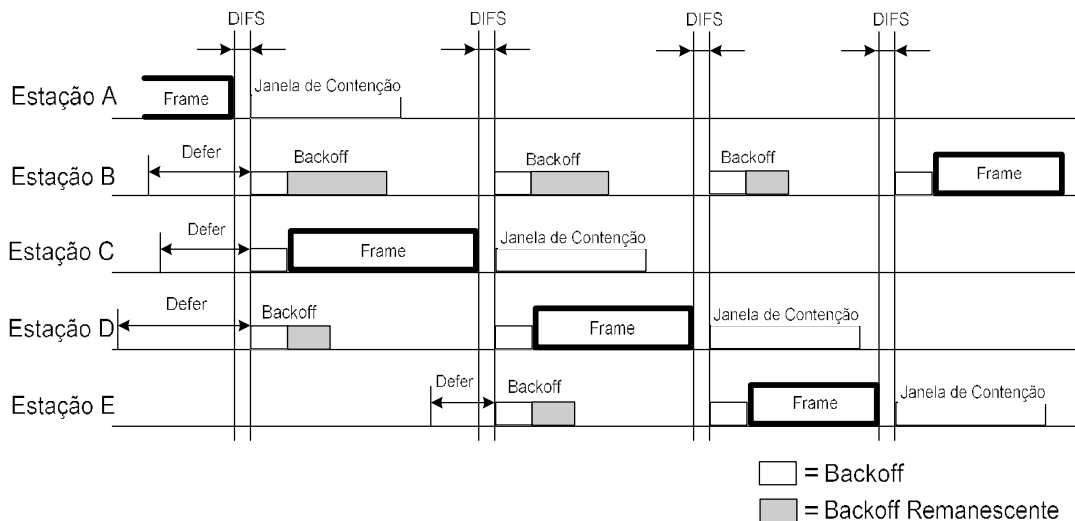 DIFS DIFS DIFS DIFS
Estação A Frame Janela de Contenção
Estação B Defer Backoff Backoff Backoff Frame
Estação C Defer Frame Janela de Contenção
Estação D Defer Backoff Frame Janela de Contenção
Estação E Defer Backoff Frame Janela de Contenção
= Backoff
= Backoff Remanescente